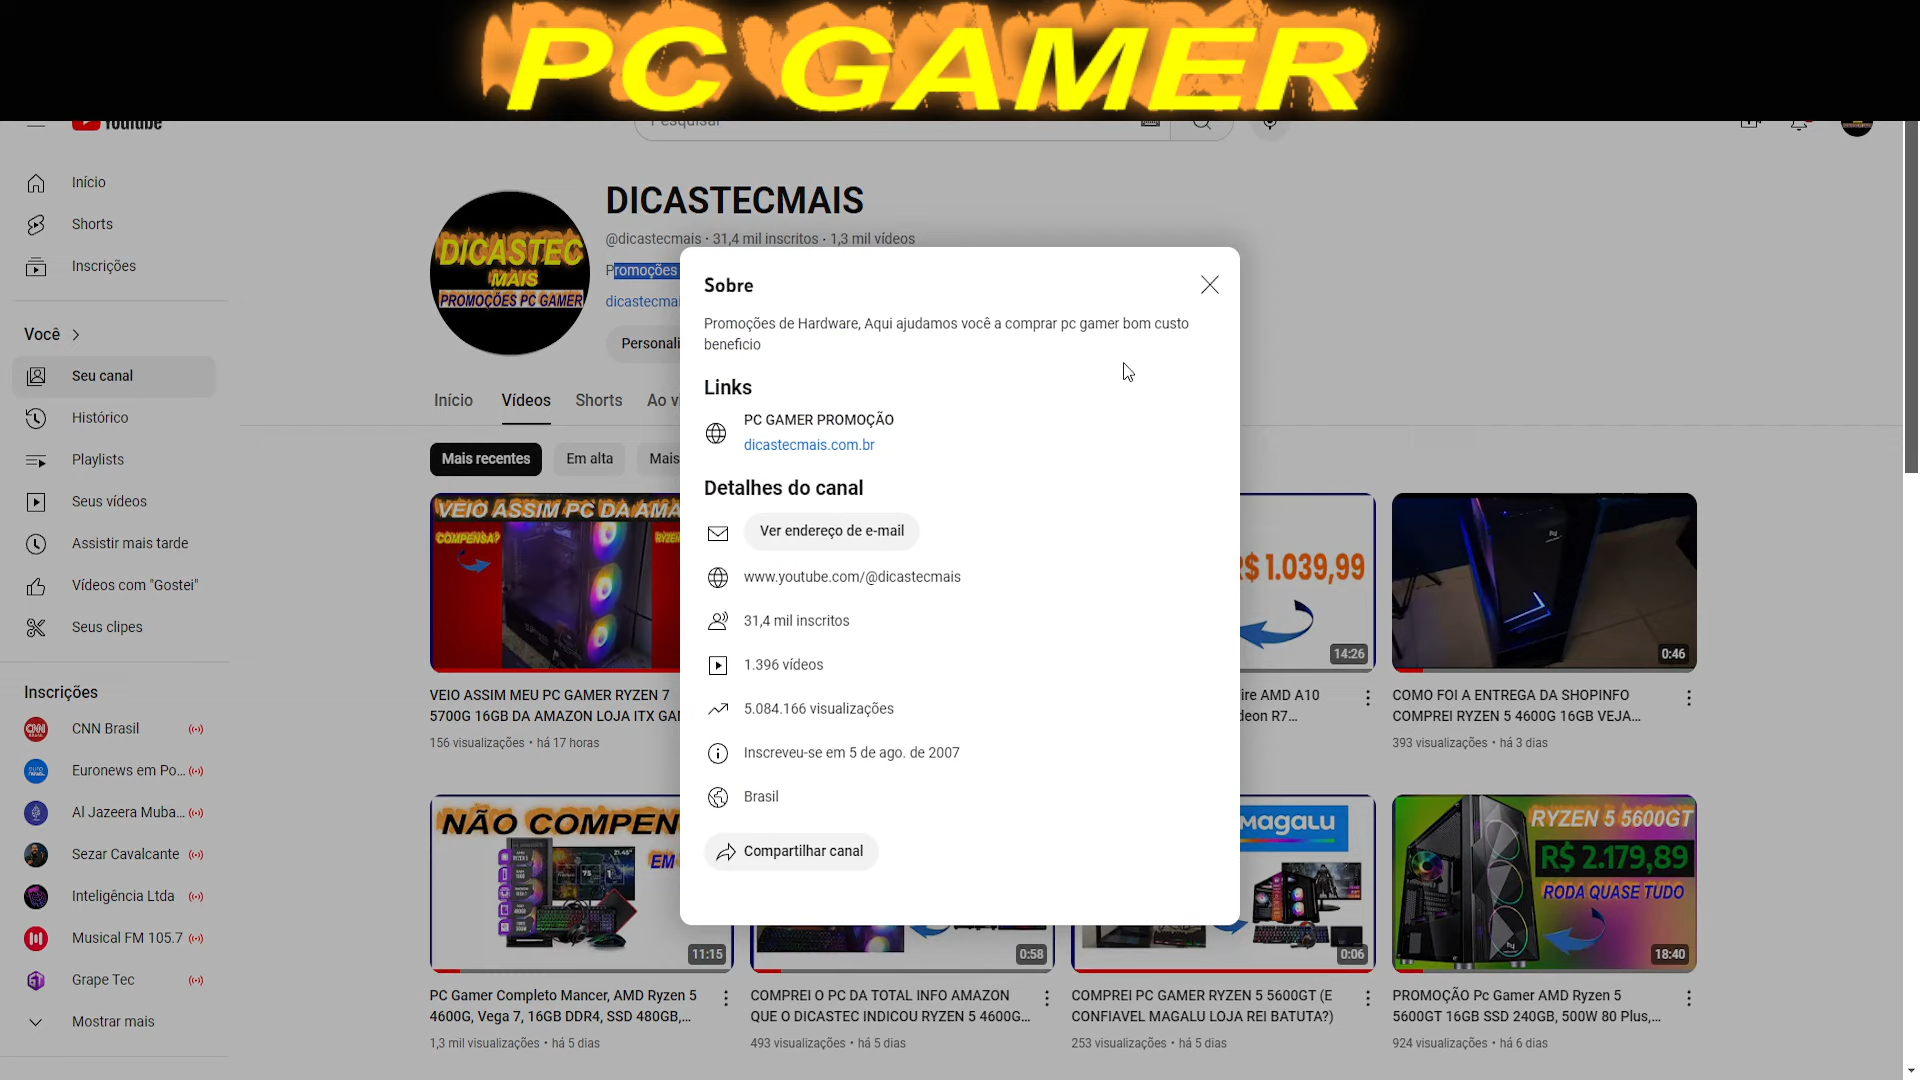 PC GAMER
YouTube
Pesquisar
Início
Shorts
Inscrições
Você
Seu canal
Histórico
Playlists
Seus vídeos
Assistir mais tarde
Vídeos com "Gostei"
Seus clipes
Inscrições
CNN Brasil
Euronews em Po...
Al Jazeera Muba...
Sezar Cavalcante
Inteligência Ltda
Musical FM 105.7
Grape Tec
Mostrar mais
DICASTEC
MAIS
PROMOÇÕES PC GAMER
DICASTECMAIS
@dicastecmais • 31,4 mil inscritos • 1,3 mil vídeos
Promoções
dicastecmai
Personali
Início
Vídeos
Shorts
Ao v
Mais recentes
Em alta
Mais
Sobre
Promoções de Hardware, Aqui ajudamos você a comprar pc gamer bom custo
beneficio
Links
PC GAMER PROMOÇÃO
dicastecmais.com.br
Detalhes do canal
Ver endereço de e-mail
www.youtube.com/@dicastecmais
31,4 mil inscritos
1.396 vídeos
5.084.166 visualizações
Inscreveu-se em 5 de ago. de 2007
Brasil
Compartilhar canal
VEIO ASSIM PC DA AMA
COMPENSA?
RYZEN
VEIO ASSIM MEU PC GAMER RYZEN 7
5700G 16GB DA AMAZON LOJA ITX GA
156 visualizações • há 17 horas
R$ 1.039,99
14:26
ire AMD A10
deon R7...
0:46
COMO FOI A ENTREGA DA SHOPINFO
COMPREI RYZEN 5 4600G 16GB VEJA...
393 visualizações • há 3 dias
NÃO COMPEN
EM
11:15
PC Gamer Completo Mancer, AMD Ryzen 5
4600G, Vega 7, 16GB DDR4, SSD 480GB,...
1,3 mil visualizações • há 5 dias
0:58
COMPREI O PC DA TOTAL INFO AMAZON
QUE O DICASTEC INDICOU RYZEN 5 4600G...
493 visualizações • há 5 dias
Magalu
0:06
COMPREI PC GAMER RYZEN 5 5600GT (E
CONFIAVEL MAGALU LOJA REI BATUTA?)
253 visualizações • há 5 dias
RYZEN 5 5600GT
R$ 2.179,89
RODA QUASE TUDO
18:40
PROMOÇÃO Pc Gamer AMD Ryzen 5
5600GT 16GB SSD 240GB, 500W 80 Plus,...
924 visualizações • há 6 dias